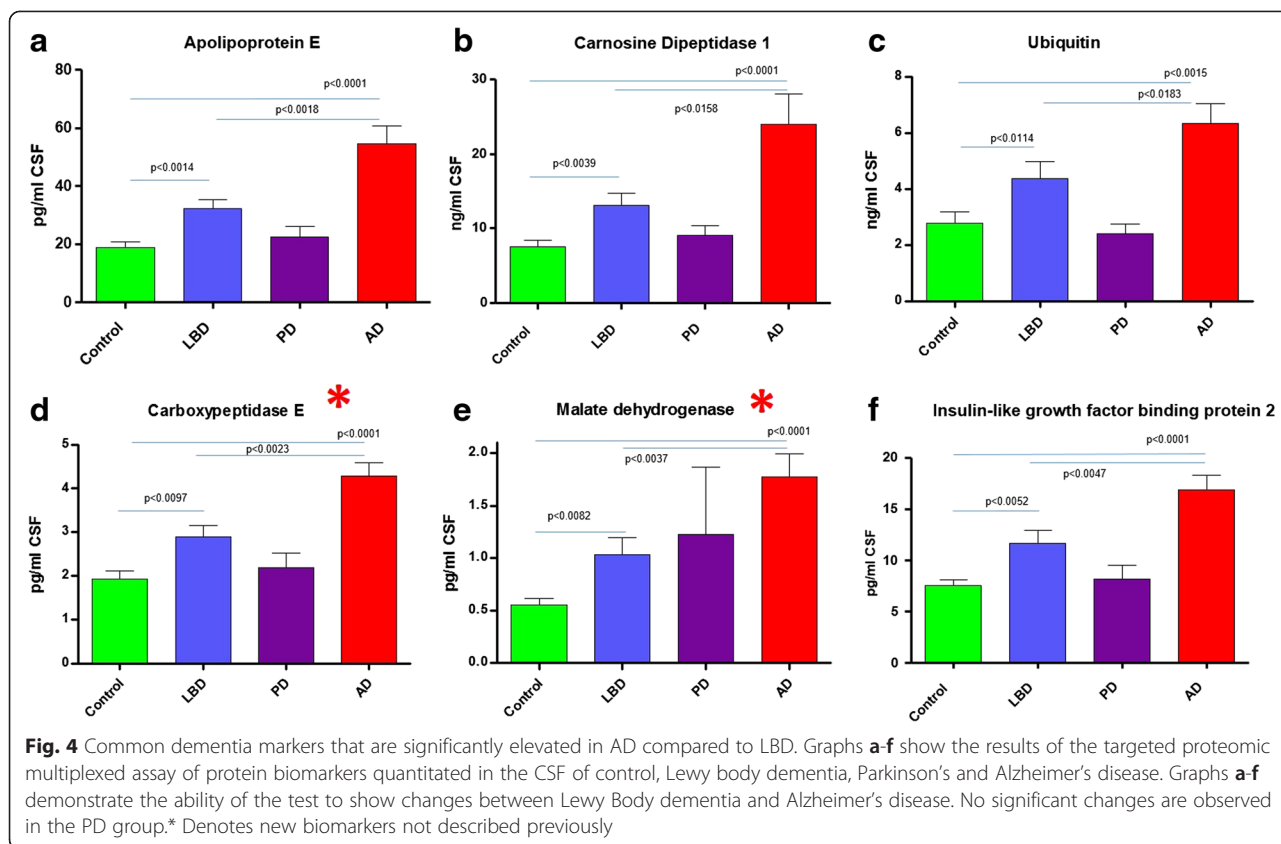 a
Apolipoprotein E
80
60
40
20
0
pg/ml CSF
p<0.0001
p<0.0018
p<0.0014
Control
LBD
PD
AD
b
Carnosine Dipeptidase 1
30
20
10
0
ng/ml CSF
p<0.0001
p<0.0158
p<0.0039
Control
LBD
PD
AD
c
Ubiquitin
8
6
4
2
0
ng/ml CSF
p<0.0015
p<0.0183
p<0.0114
Control
LBD
PD
AD
d
Carboxypeptidase E *
5
4
3
2
1
0
pg/ml CSF
p<0.0001
p<0.0023
p<0.0097
Control
LBD
PD
AD
e
Malate dehydrogenase *
2.0
1.5
1.0
0.5
0.0
pg/ml CSF
p<0.0001
p<0.0037
p<0.0082
Control
LBD
PD
AD
f
Insulin-like growth factor binding protein 2
20
15
10
5
0
pg/ml CSF
p<0.0001
p<0.0047
p<0.0052
Control
LBD
PD
AD
Fig. 4 Common dementia markers that are significantly elevated in AD compared to LBD. Graphs a-f show the results of the targeted proteomic
multiplexed assay of protein biomarkers quantitated in the CSF of control, Lewy body dementia, Parkinson's and Alzheimer's disease. Graphs a-f
demonstrate the ability of the test to show changes between Lewy Body dementia and Alzheimer's disease. No significant changes are observed
in the PD group.* Denotes new biomarkers not described previously